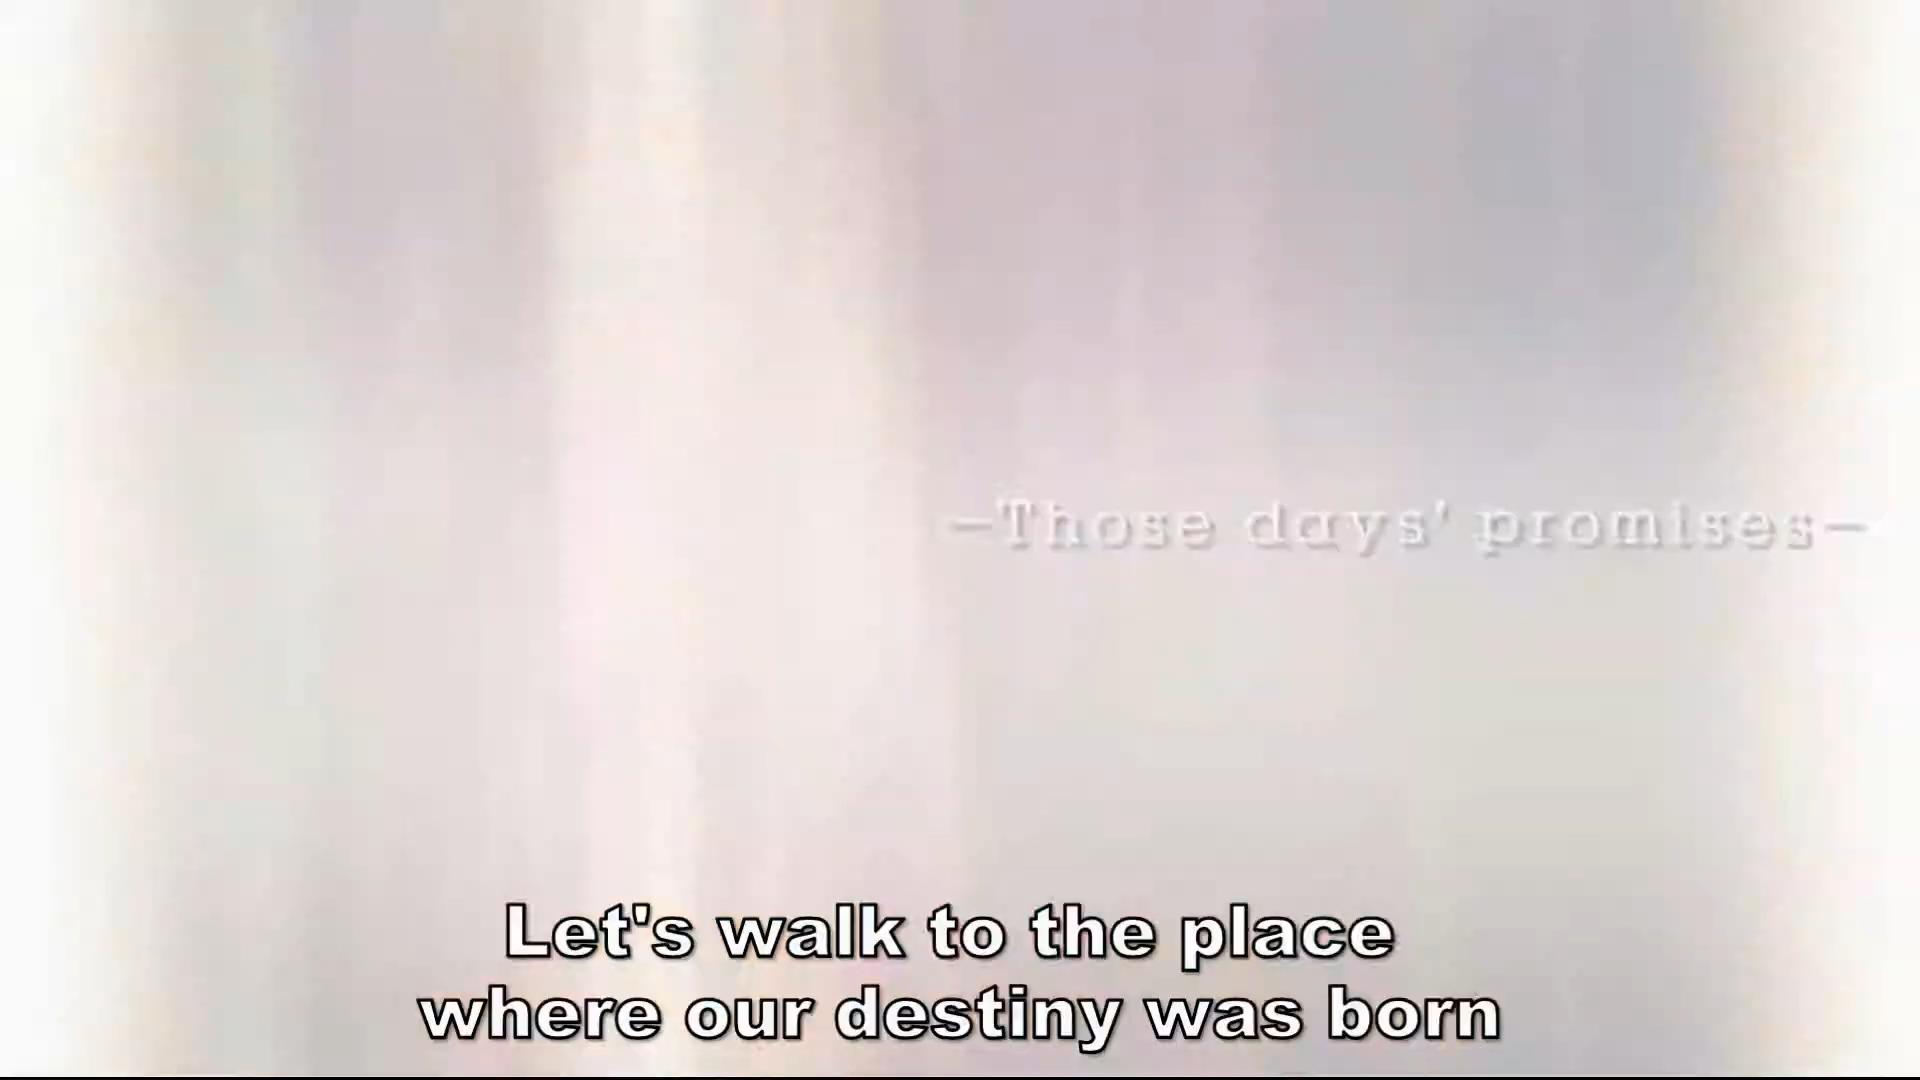 —Those days' promises—
Let's walk to the place
where our destiny was born